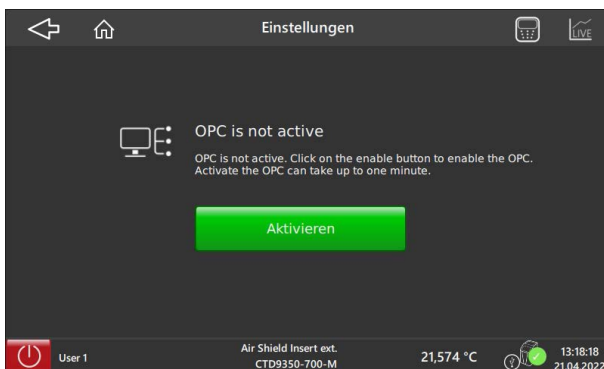 Einstellungen
LIVE
OPC is not active
OPC is not active. Click on the enable button to enable the OPC.
Activate the OPC can take up to one minute.
Aktivieren
User 1
Air Shield Insert ext.
CTD9350-700-M
21,574 °C
13:18:18
21.04.2022